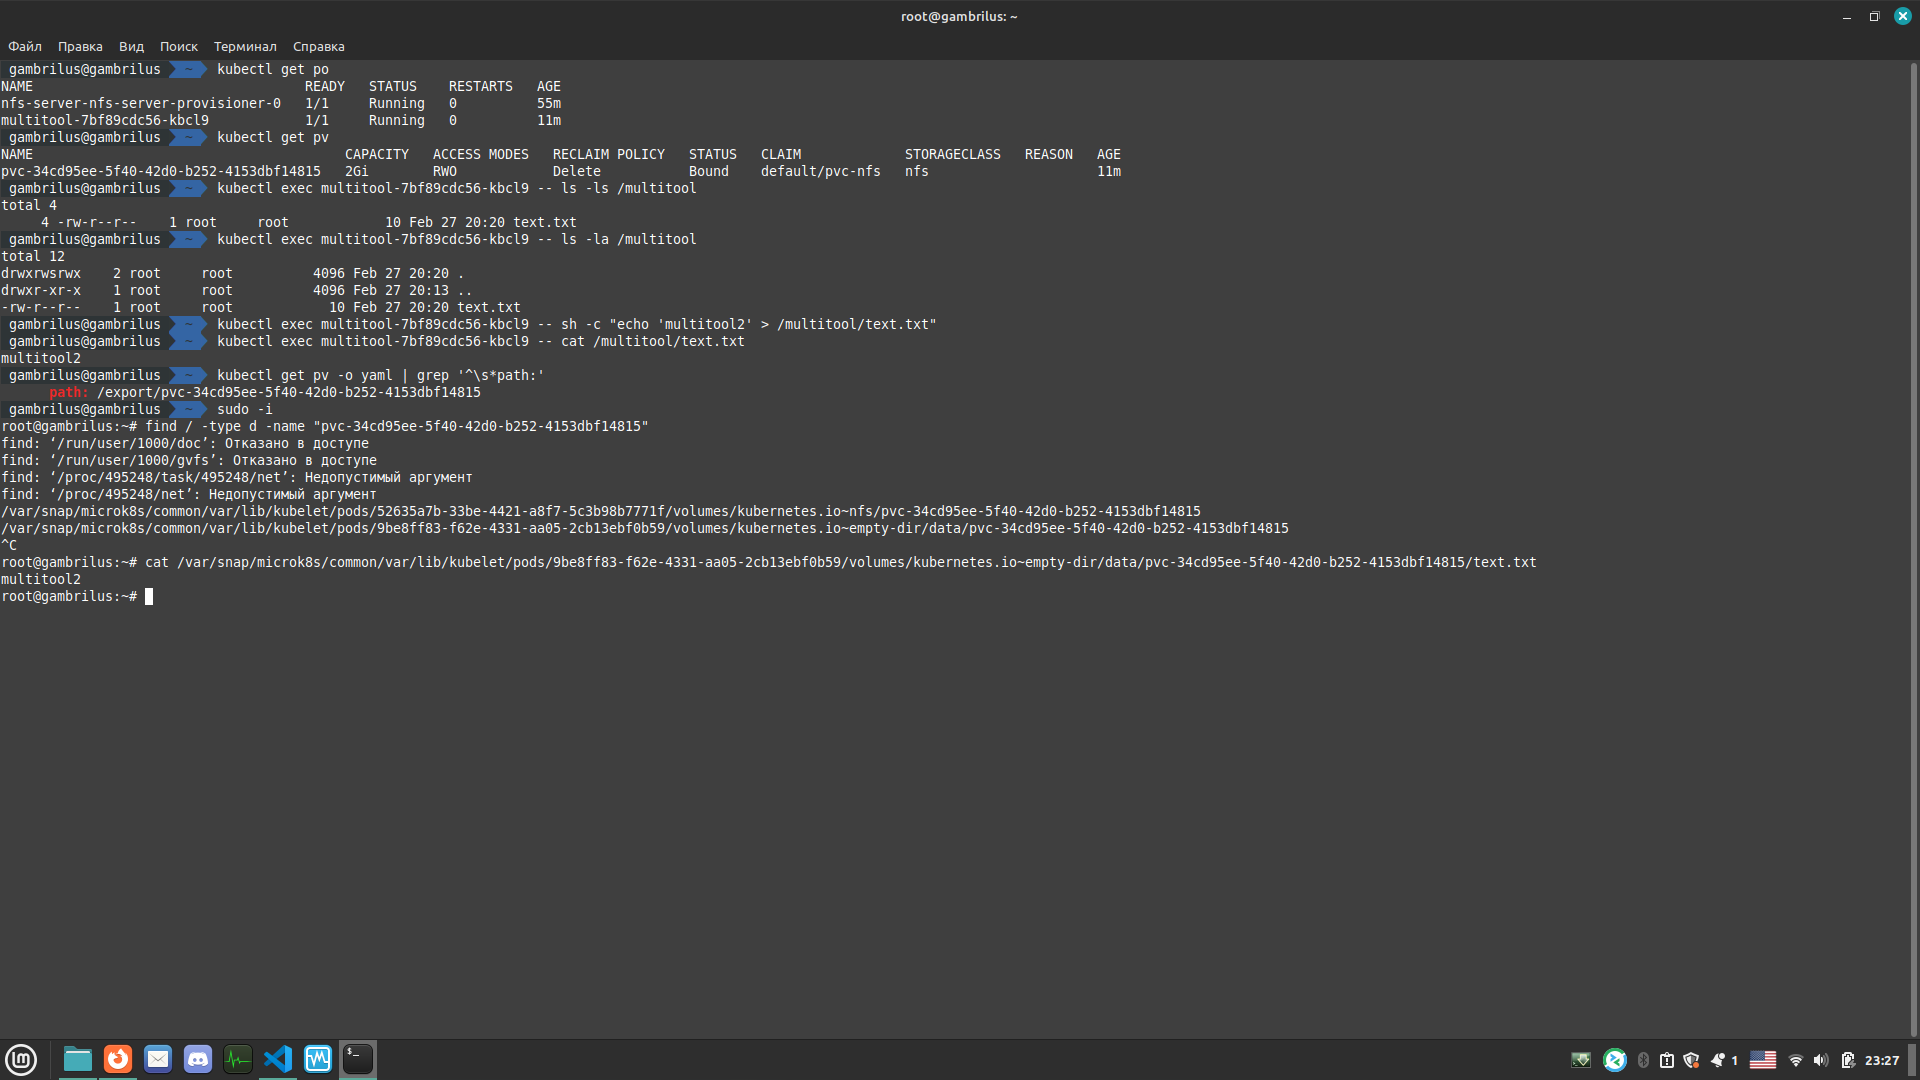 root@gambrilus: ~
Файл Правка Вид Поиск Терминал Справка
gambrilus@gambrilus ~ kubectl get po
NAME READY STATUS RESTARTS AGE
nfs-server-nfs-server-provisioner-0 1/1 Running 0 55m
multitool-7bf89cdc56-kbcl9 1/1 Running 0 11m
gambrilus@gambrilus ~ kubectl get pv
NAME CAPACITY ACCESS MODES RECLAIM POLICY STATUS CLAIM STORAGECLASS REASON AGE
pvc-34cd95ee-5f40-42d0-b252-4153dbf14815 2Gi RWO Delete Bound default/pvc-nfs nfs 11m
gambrilus@gambrilus ~ kubectl exec multitool-7bf89cdc56-kbcl9 -- ls -ls /multitool
total 4
4 -rw-r--r-- 1 root root 10 Feb 27 20:20 text.txt
gambrilus@gambrilus ~ kubectl exec multitool-7bf89cdc56-kbcl9 -- ls -la /multitool
total 12
drwxrwsrwx 2 root root 4096 Feb 27 20:20 .
drwxr-xr-x 1 root root 4096 Feb 27 20:13 ..
-rw-r--r-- 1 root root 10 Feb 27 20:20 text.txt
gambrilus@gambrilus ~ kubectl exec multitool-7bf89cdc56-kbcl9 -- sh -c "echo 'multitool2' > /multitool/text.txt"
gambrilus@gambrilus ~ kubectl exec multitool-7bf89cdc56-kbcl9 -- cat /multitool/text.txt
multitool2
gambrilus@gambrilus ~ kubectl get pv -o yaml | grep '^\s*path:'
path: /export/pvc-34cd95ee-5f40-42d0-b252-4153dbf14815
gambrilus@gambrilus ~ sudo -i
root@gambrilus:~# find / -type d -name "pvc-34cd95ee-5f40-42d0-b252-4153dbf14815"
find: ‘/run/user/1000/doc’: Отказано в доступе
find: ‘/run/user/1000/gvfs’: Отказано в доступе
find: ‘/proc/495248/task/495248/net’: Недопустимый аргумент
find: ‘/proc/495248/net’: Недопустимый аргумент
/var/snap/microk8s/common/var/lib/kubelet/pods/52635a7b-33be-4421-a8f7-5c3b98b7771f/volumes/kubernetes.io~nfs/pvc-34cd95ee-5f40-42d0-b252-4153dbf14815
/var/snap/microk8s/common/var/lib/kubelet/pods/9be8ff83-f62e-4331-aa05-2cb13ebf0b59/volumes/kubernetes.io~empty-dir/data/pvc-34cd95ee-5f40-42d0-b252-4153dbf14815
^C
root@gambrilus:~# cat /var/snap/microk8s/common/var/lib/kubelet/pods/9be8ff83-f62e-4331-aa05-2cb13ebf0b59/volumes/kubernetes.io~empty-dir/data/pvc-34cd95ee-5f40-42d0-b252-4153dbf14815/text.txt
multitool2
root@gambrilus:~#
1 23:27